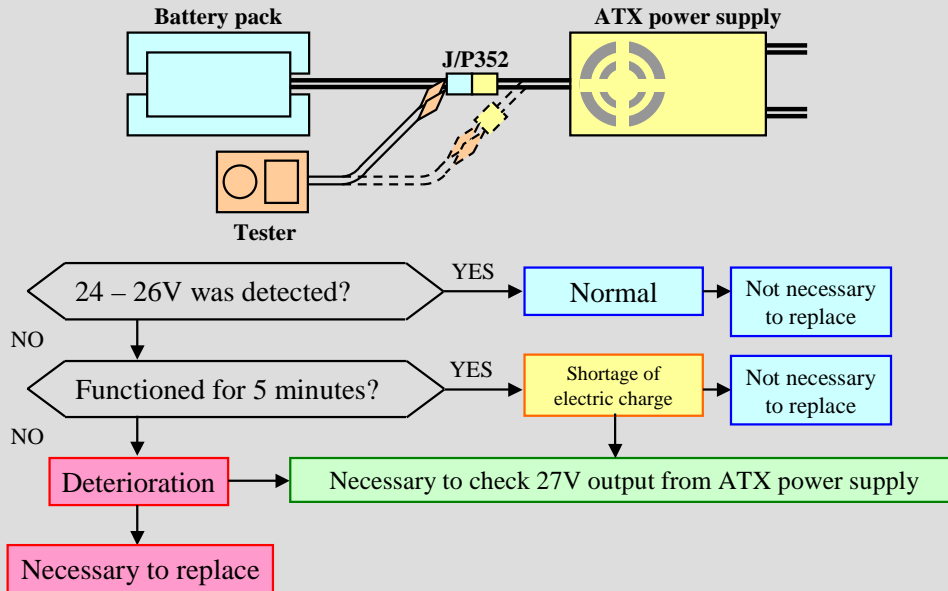 Battery pack
ATX power supply
J/P352
Tester
24 – 26V was detected?
YES
Normal
Not necessary
to replace
NO
Functioned for 5 minutes?
YES
Shortage of
electric charge
Not necessary
to replace
NO
Deterioration
Necessary to check 27V output from ATX power supply
Necessary to replace